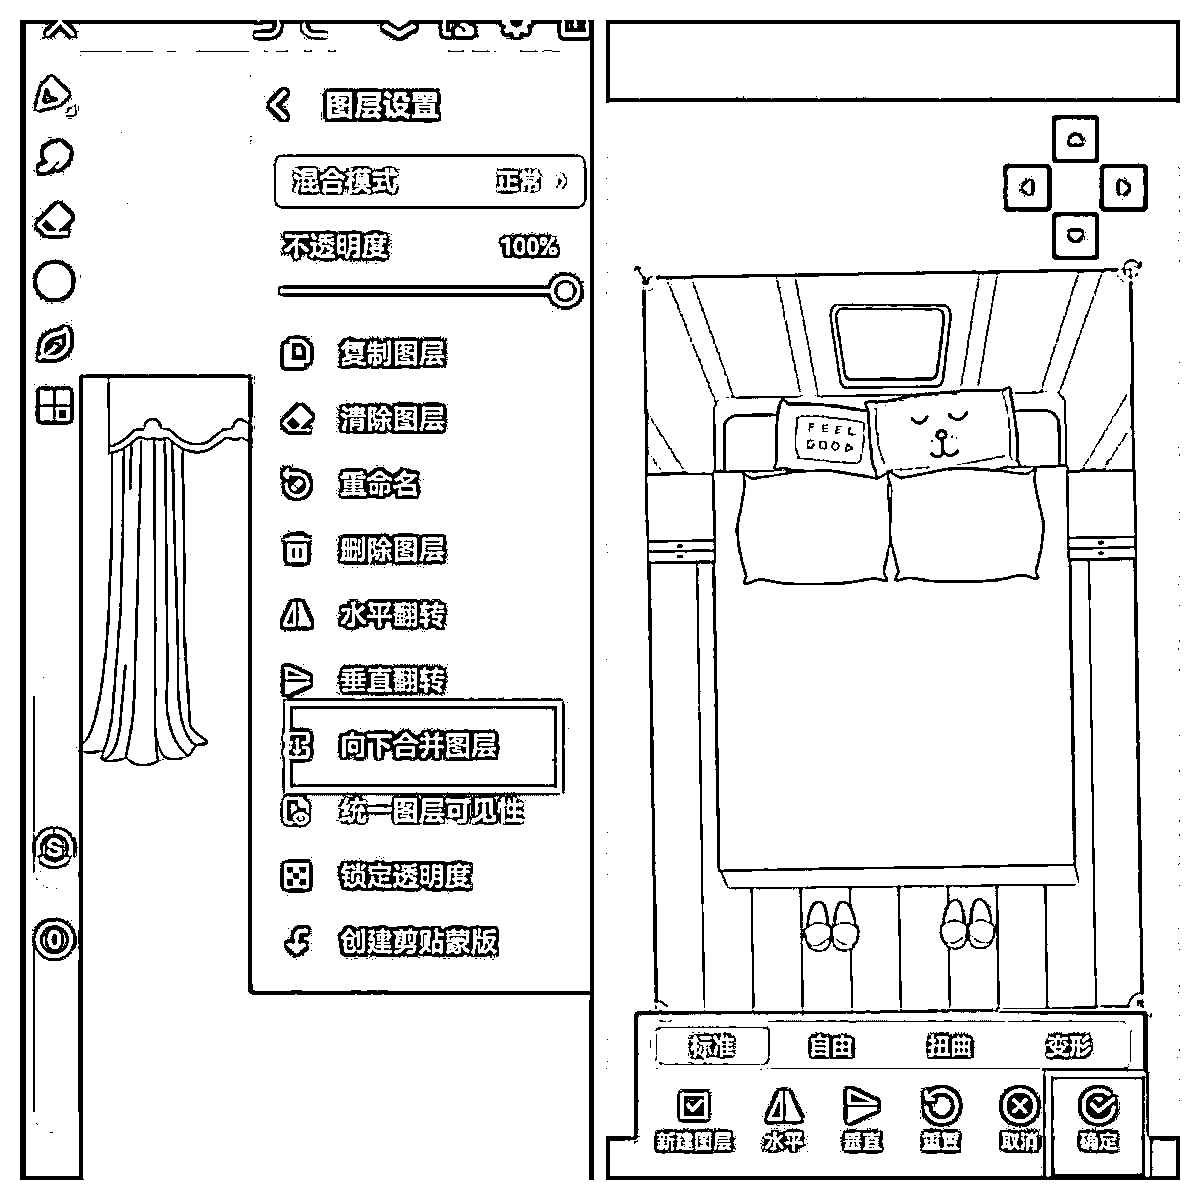 图层设置
混合模式 正常
不透明度 100%
复制图层
清除图层
重命名
删除图层
水平翻转
垂直翻转
向下合并图层
统一图层可见性
锁定透明度
创建剪贴蒙版
S
O
FEEL
GOOD
标准 自由 扭曲 变形
新建图层 水平 垂直 重置 取消 确定